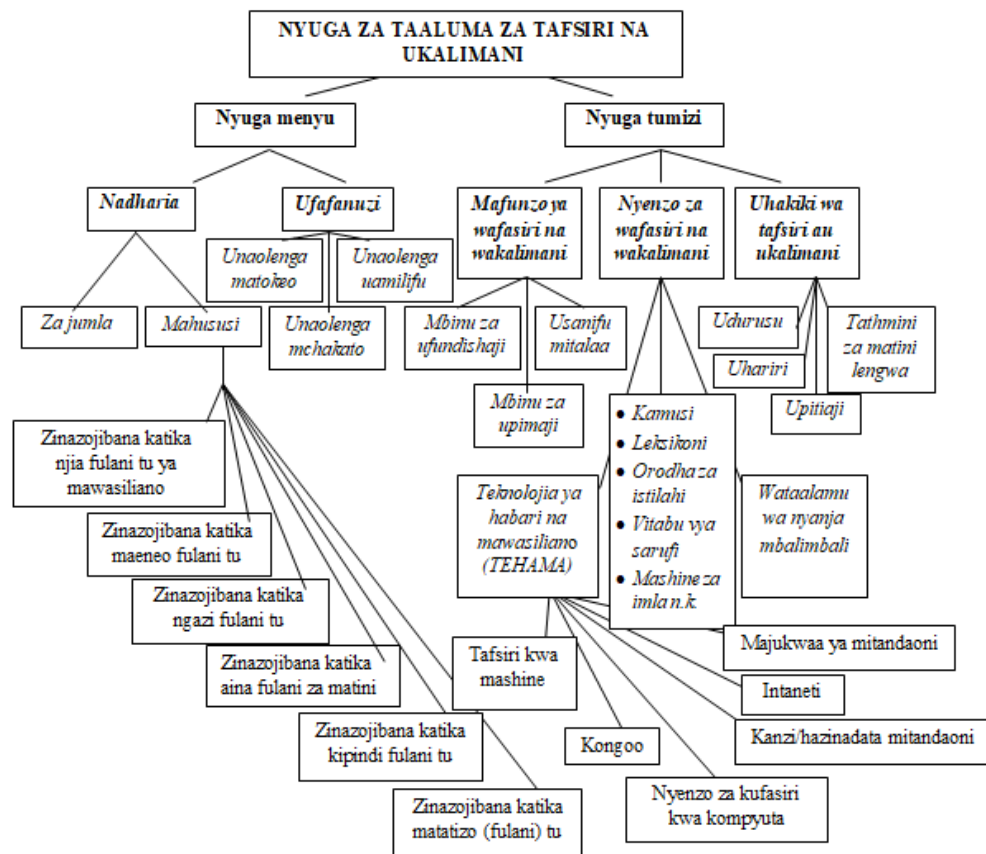 NYUGA ZA TAALUMA ZA TAFSIRI NA
UKALIMANI
Nyuga menyu
Nyuga tumizi
Nadharia
Ufafanuzi
Mafunzo ya
wafasiri na
wakalimani
Nyenzo za
wafasiri na
wakalimani
Uhakiki wa
tafsiri au
ukalimani
Unaolenga
matokeo
Unaolenga
uamilifu
Za jumla
Mahususi
Unaolenga
mchakato
Mbinu za
ufundishaji
Usanifu
mitalaa
Udurusu
Tathmini
za matini
lengwa
Uhariri
Mbinu za
upimaji
Upitiaji
• Kamusi
• Leksikoni
• Orodha za
istilahi
• Vitabu vya
sarufi
• Mashine za
imla n.k.
Zinazojibana katika
njia fulani tu ya
mawasiliano
Teknolojia ya
habari na
mawasiliano
(TEHAMA)
Wataalamu
wa nyanja
mbalimbali
Zinazojibana katika
maeneo fulani tu
Zinazojibana katika
ngazi fulani tu
Zinazojibana katika
aina fulani za matini
Tafsiri kwa
mashine
Majukwaa ya mitandaoni
Intaneti
Zinazojibana katika
kipindi fulani tu
Kongoo
Kanzi/hazinadata mitandaoni
Nyenzo za kufasiri
kwa kompyuta
Zinazojibana katika
matatizo (fulani) tu